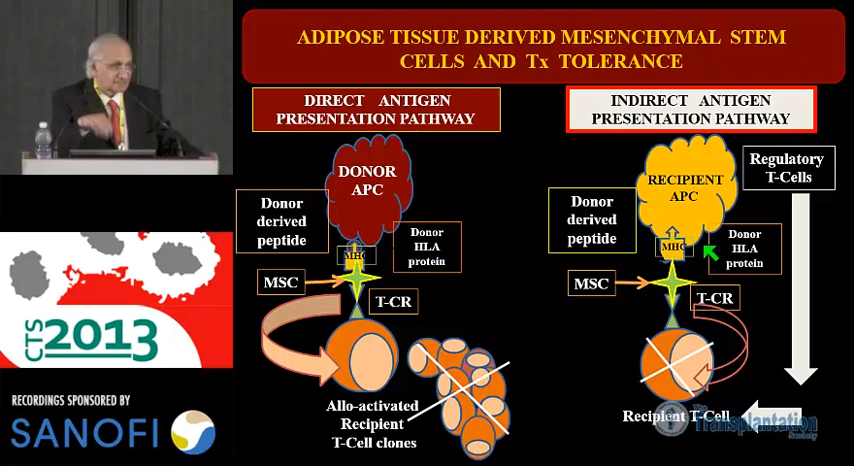 ADIPOSE TISSUE DERIVED MESENCHYMAL STEM
CELLS AND Tx TOLERANCE
DIRECT ANTIGEN
PRESENTATION PATHWAY
INDIRECT ANTIGEN
PRESENTATION PATHWAY
DONOR
APC
Donor
derived
peptide
Donor
HLA
protein
MHC
MSC
T-CR
Allo-activated
Recipient
T-Cell clones
RECIPIENT
APC
Regulatory
T-Cells
Donor
derived
peptide
Donor
HLA
protein
MHC
MSC
T-CR
Recipient T-Cell
The
Transplantation
Society
CTS
2013
RECORDINGS SPONSORED BY
SANOFI